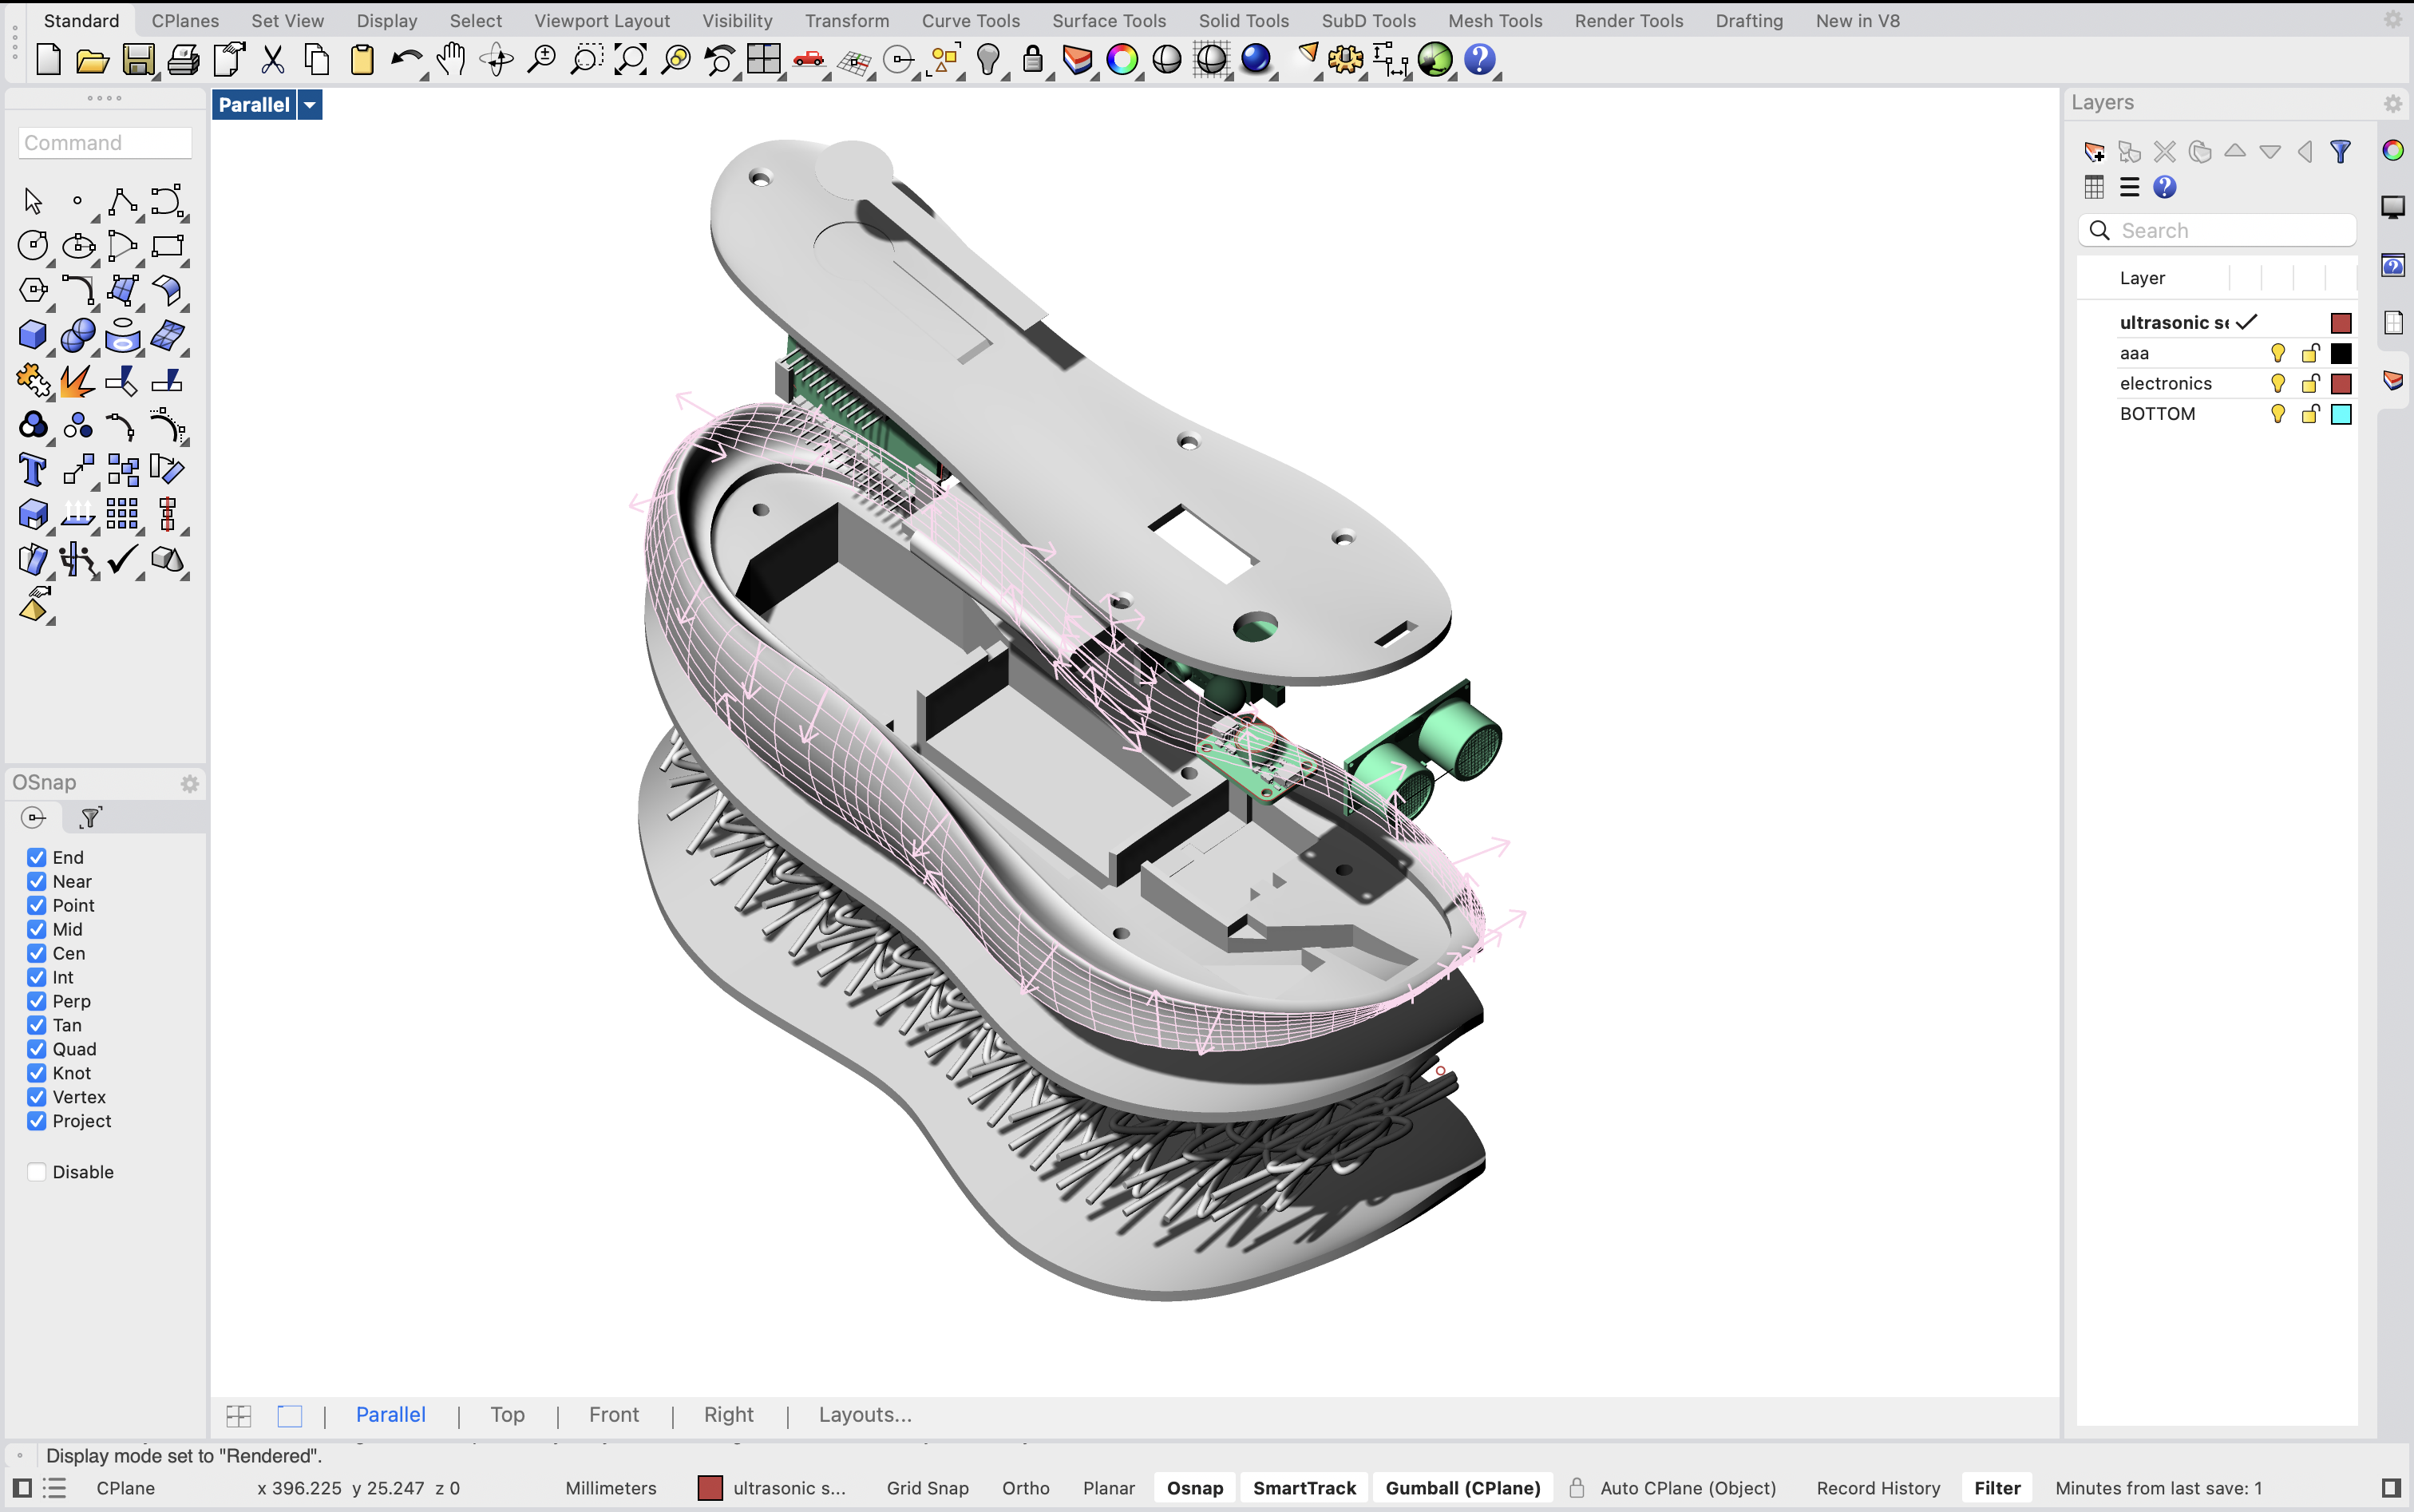 Standard CPlanes Set View Display Select Viewport Layout Visibility Transform Curve Tools Surface Tools Solid Tools SubD Tools Mesh Tools Render Tools Drafting New in V8
Parallel
Command
OSnap
End
Near
Point
Mid
Cen
Int
Perp
Tan
Quad
Knot
Vertex
Project
Disable
Layers
Search
Layer
ultrasonic se
aaa
electronics
BOTTOM
Parallel | Top | Front | Right | Layouts...
Display mode set to "Rendered".
CPlane x 396.225 y 25.247 z 0 Millimeters ultrasonic s... Grid Snap Ortho Planar Osnap SmartTrack Gumball (CPlane) Auto CPlane (Object) Record History Filter Minutes from last save: 1